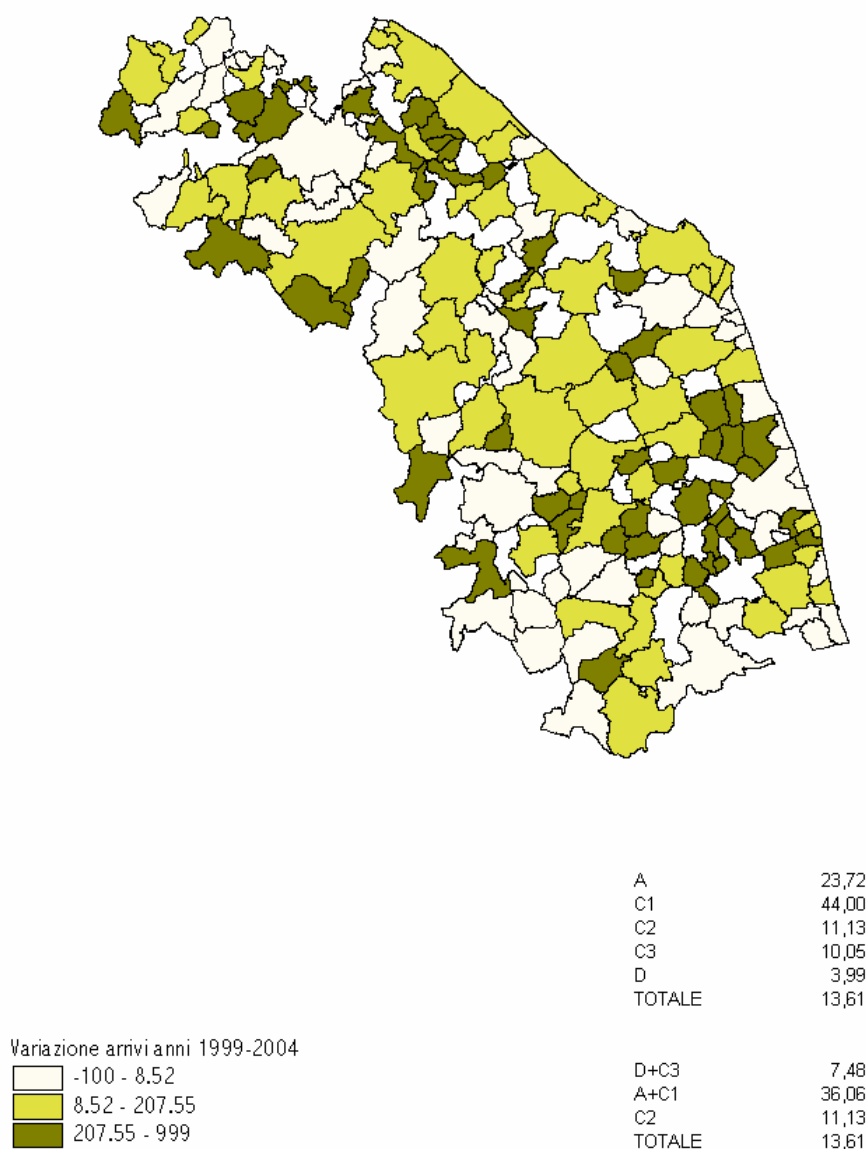 A 23,72
C1 44,00
C2 11,13
C3 10,05
D 3,99
TOTALE 13,61
Variazione arrivi anni 1999-2004
-100 - 8.52
8.52 - 207.55
207.55 - 999
D+C3 7,48
A+C1 36,06
C2 11,13
TOTALE 13,61